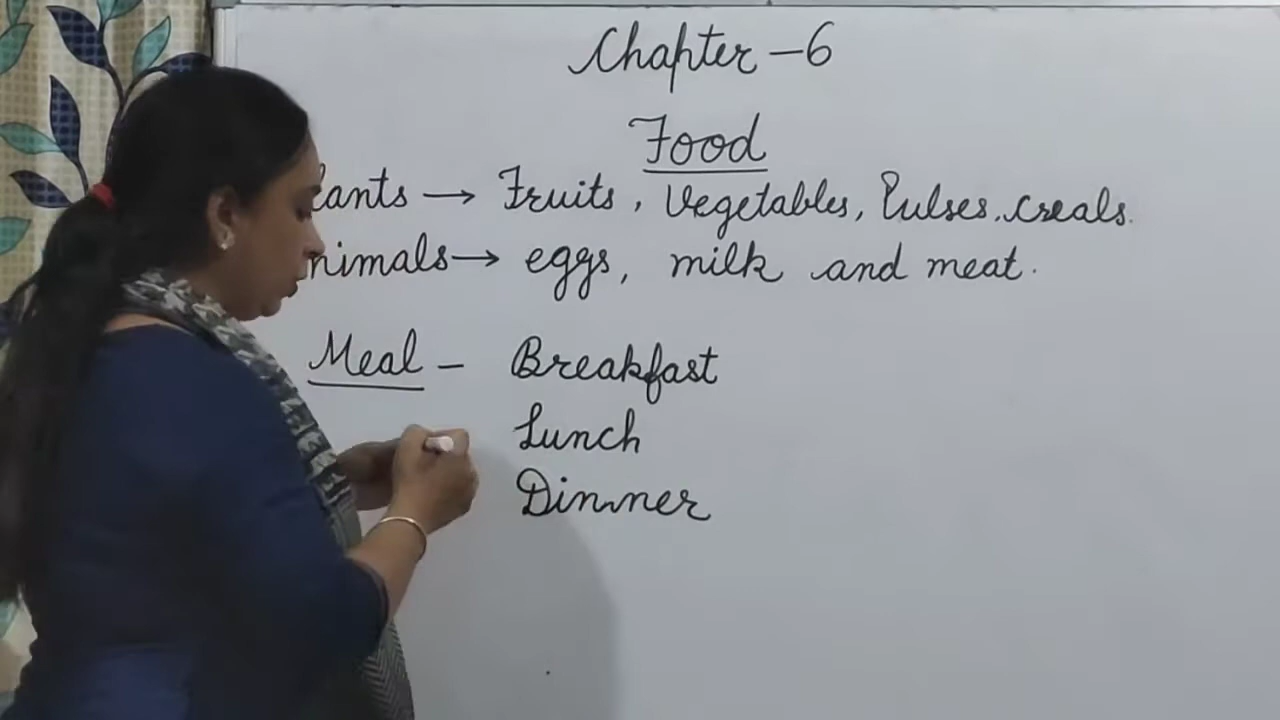 Chapter -6
Food
lants → Fruits, Vegetables, Pulses, creals.
nimals → eggs, milk and meat.
Meal - Breakfast
Lunch
Dinner